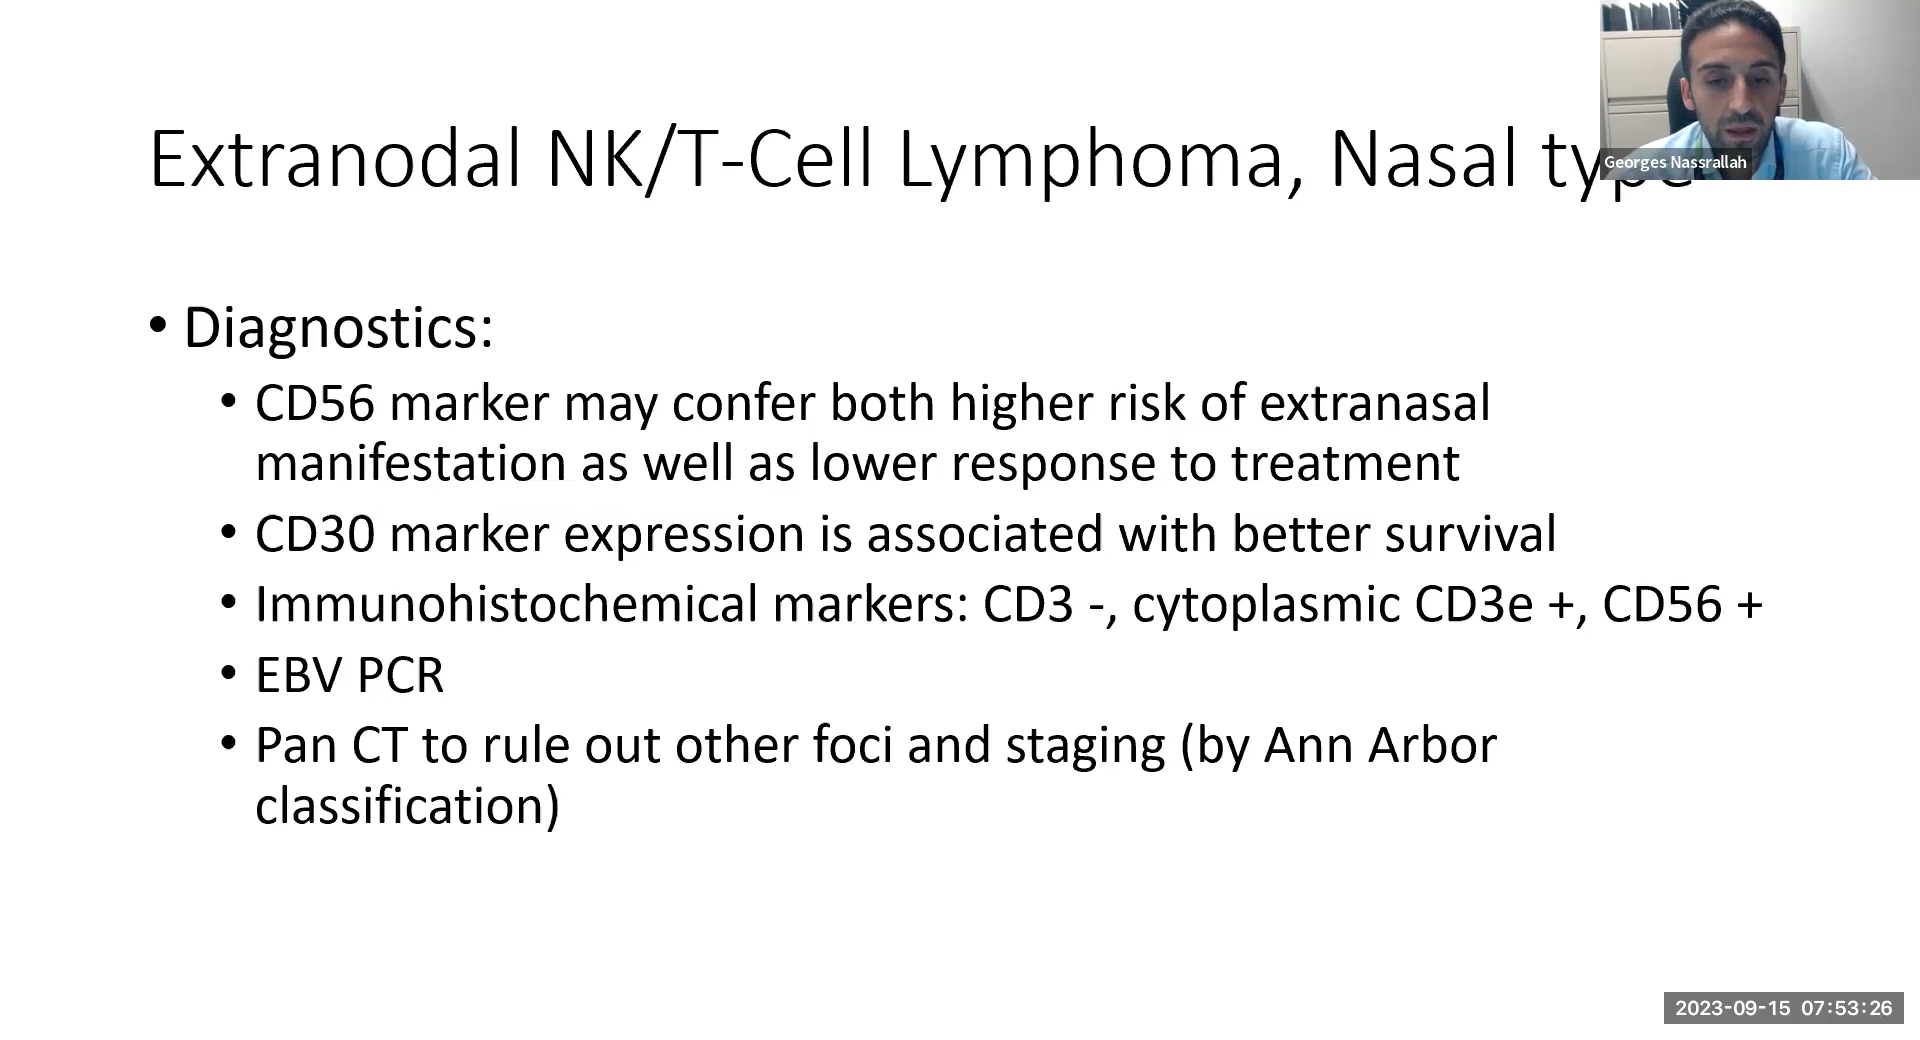 Extranodal NK/T-Cell Lymphoma, Nasal type
Georges Nassrallah
• Diagnostics:
• CD56 marker may confer both higher risk of extranasal
manifestation as well as lower response to treatment
• CD30 marker expression is associated with better survival
• Immunohistochemical markers: CD3 -, cytoplasmic CD3e +, CD56 +
• EBV PCR
• Pan CT to rule out other foci and staging (by Ann Arbor
classification)
2023-09-15 07:53:26